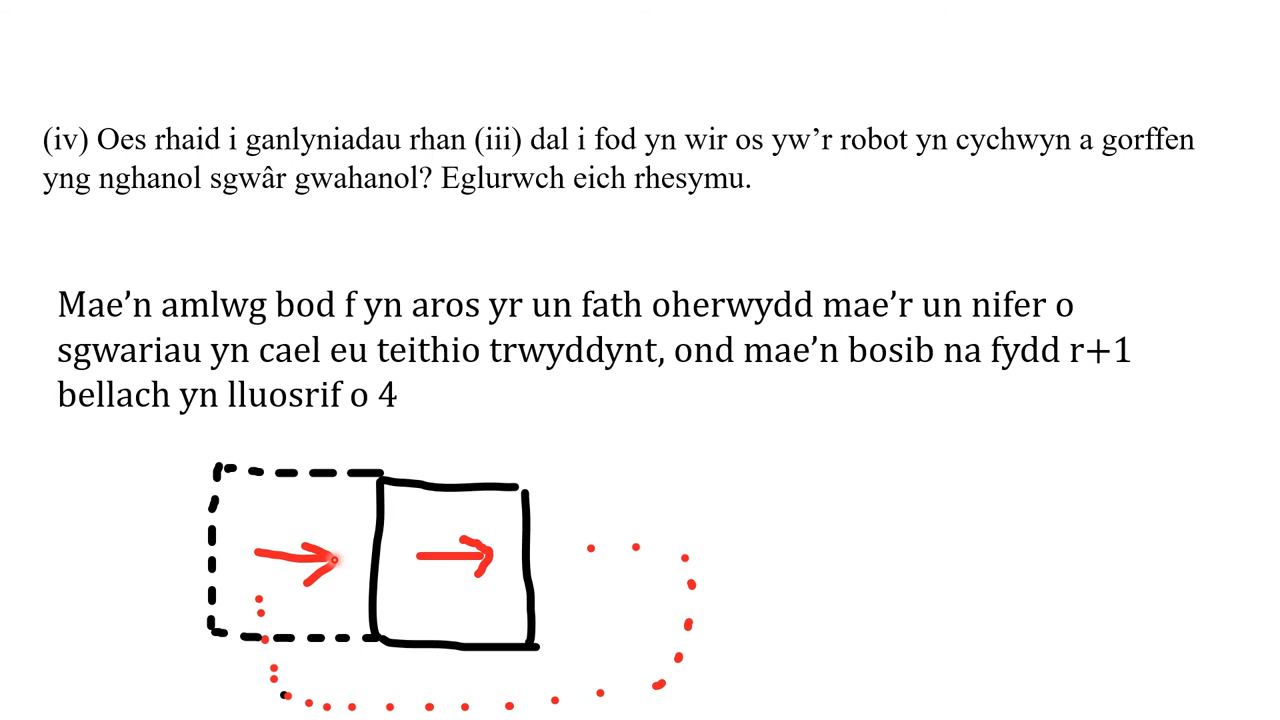 (iv) Oes rhaid i ganlyniadau rhan (iii) dal i fod yn wir os yw’r robot yn cychwyn a gorffen
yng nghanol sgwâr gwahanol? Eglurwch eich rhesymu.
Mae’n amlwg bod f yn aros yr un fath oherwydd mae’r un nifer o
sgwariau yn cael eu teithio trwyddynt, ond mae’n bosib na fydd r+1
bellach yn lluosrif o 4